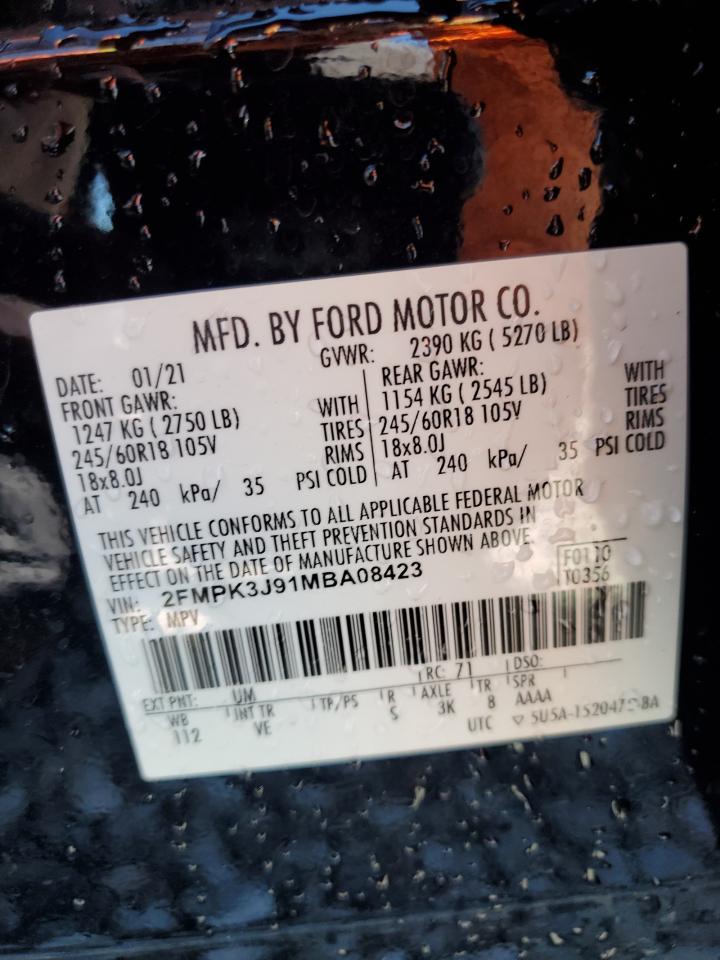 MFD. BY FORD MOTOR CO.
DATE: 01/21 GVWR: 2390 KG ( 5270 LB)
FRONT GAWR: REAR GAWR:
1247 KG ( 2750 LB) WITH 1154 KG ( 2545 LB) WITH
245/60R18 105V TIRES 245/60R18 105V TIRES
18x8.0J RIMS 18x8.0J RIMS
AT 240 kPa/ 35 PSI COLD AT 240 kPa/ 35 PSI COLD
THIS VEHICLE CONFORMS TO ALL APPLICABLE FEDERAL MOTOR
VEHICLE SAFETY AND THEFT PREVENTION STANDARDS IN
EFFECT ON THE DATE OF MANUFACTURE SHOWN ABOVE.
VIN: 2FMPK3J91MBA08423
TYPE: MPV
F0110
T0356
EXT PNT: UM RC: 71 DSO:
WB INT TR TP/PS R AXLE TR SPR
112 VE S 3K 8 AAAA
UTC